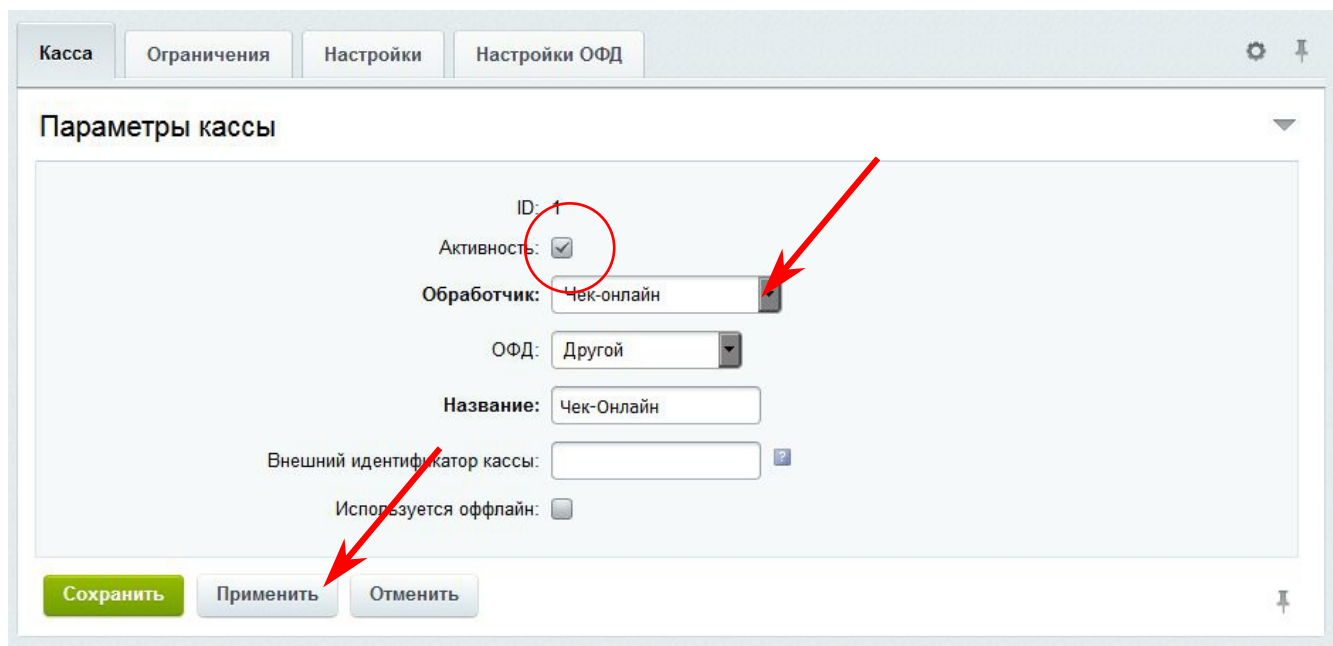 Касса Ограничения Настройки Настройки ОФД
Параметры кассы
ID: 1
Активность:
Обработчик: Чек-онлайн
ОФД: Другой
Название: Чек-Онлайн
Внешний идентификатор кассы: ?
Используется оффлайн:
Сохранить Применить Отменить